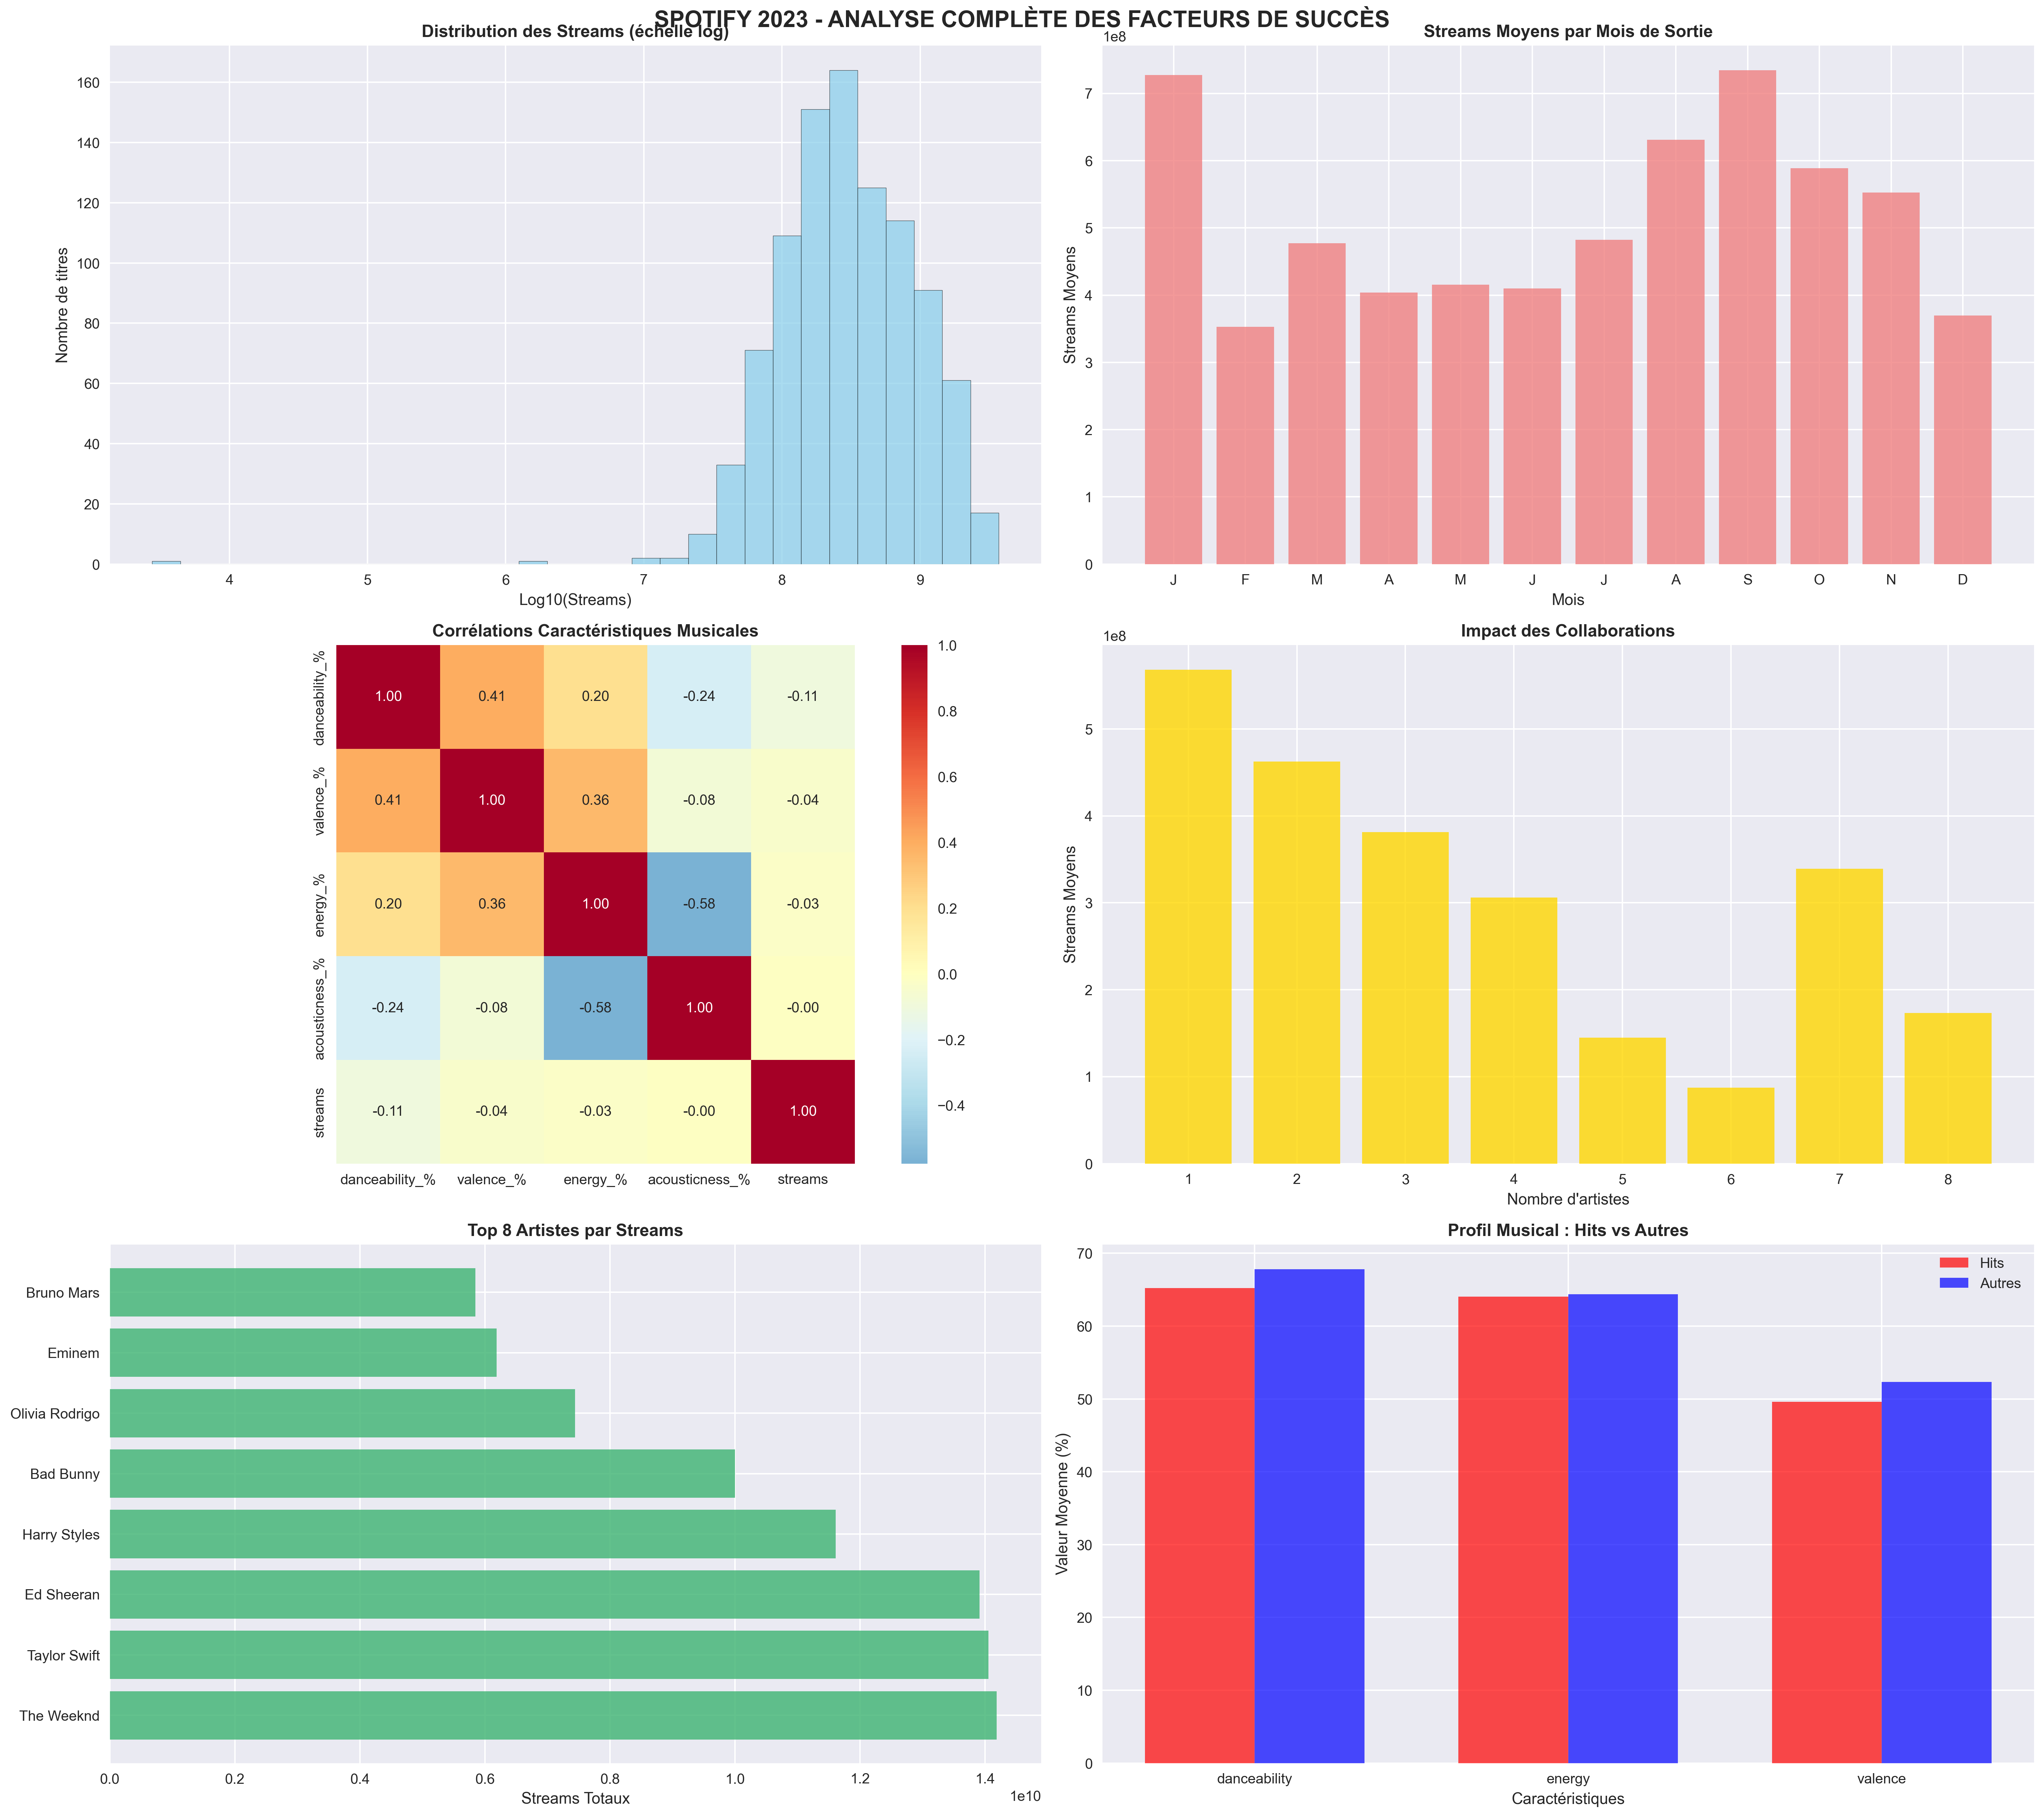 SPOTIFY 2023 - ANALYSE COMPLÈTE DES FACTEURS DE SUCCÈS
Distribution des Streams (échelle log)
Nombre de titres
160
140
120
100
80
60
40
20
0
4 5 6 7 8 9
Log10(Streams)
Streams Moyens par Mois de Sortie
1e8
Streams Moyens
7
6
5
4
3
2
1
0
J F M A M J J A S O N D
Mois
Corrélations Caractéristiques Musicales
danceability_% 1.00 0.41 0.20 -0.24 -0.11
valence_% 0.41 1.00 0.36 -0.08 -0.04
energy_% 0.20 0.36 1.00 -0.58 -0.03
acousticness_% -0.24 -0.08 -0.58 1.00 -0.00
streams -0.11 -0.04 -0.03 -0.00 1.00
danceability_% valence_% energy_% acousticness_% streams
1.0
0.8
0.6
0.4
0.2
0.0
−0.2
−0.4
Impact des Collaborations
1e8
Streams Moyens
5
4
3
2
1
0
1 2 3 4 5 6 7 8
Nombre d'artistes
Top 8 Artistes par Streams
Bruno Mars
Eminem
Olivia Rodrigo
Bad Bunny
Harry Styles
Ed Sheeran
Taylor Swift
The Weeknd
0.0 0.2 0.4 0.6 0.8 1.0 1.2 1.4
1e10
Streams Totaux
Profil Musical : Hits vs Autres
Hits
Autres
Valeur Moyenne (%)
70
60
50
40
30
20
10
0
danceability energy valence
Caractéristiques